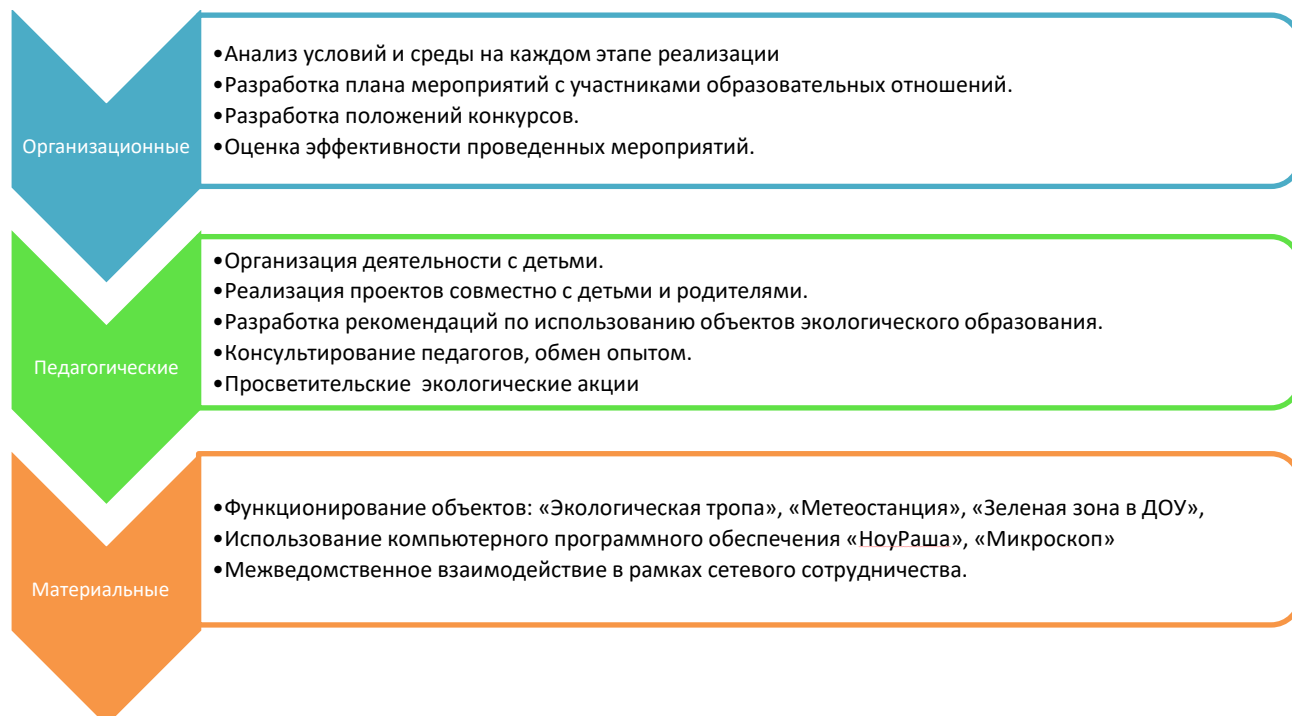 Организационные
•Анализ условий и среды на каждом этапе реализации
•Разработка плана мероприятий с участниками образовательных отношений.
•Разработка положений конкурсов.
•Оценка эффективности проведенных мероприятий.
Педагогические
•Организация деятельности с детьми.
•Реализация проектов совместно с детьми и родителями.
•Разработка рекомендаций по использованию объектов экологического образования.
•Консультирование педагогов, обмен опытом.
•Просветительские  экологические акции
Материальные
•Функционирование объектов: «Экологическая тропа», «Метеостанция», «Зеленая зона в ДОУ»,
•Использование компьютерного программного обеспечения «НоуРаша», «Микроскоп»
•Межведомственное взаимодействие в рамках сетевого сотрудничества.